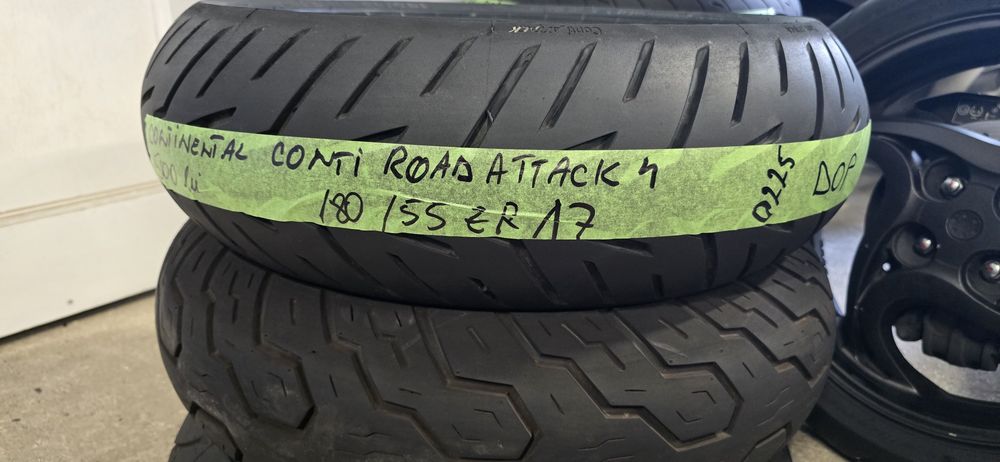 CONTINENTAL CONTI ROAD ATTACK 4
180/55 ZR 17
0225
DOP